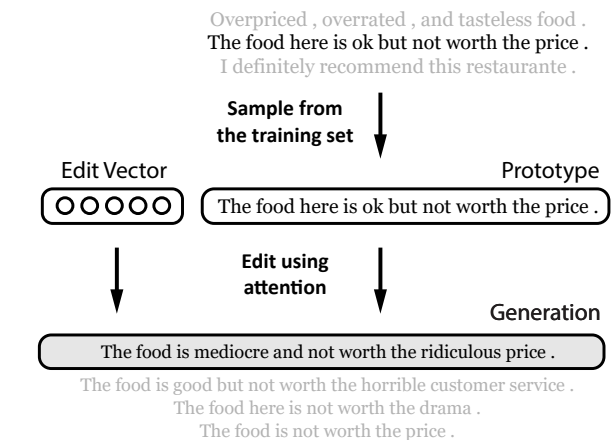 Overpriced , overrated , and tasteless food .
The food here is ok but not worth the price .
I definitely recommend this restaurante .
Sample from
the training set
Edit Vector
Prototype
The food here is ok but not worth the price .
Edit using
attention
Generation
The food is mediocre and not worth the ridiculous price .
The food is good but not worth the horrible customer service .
The food here is not worth the drama .
The food is not worth the price .